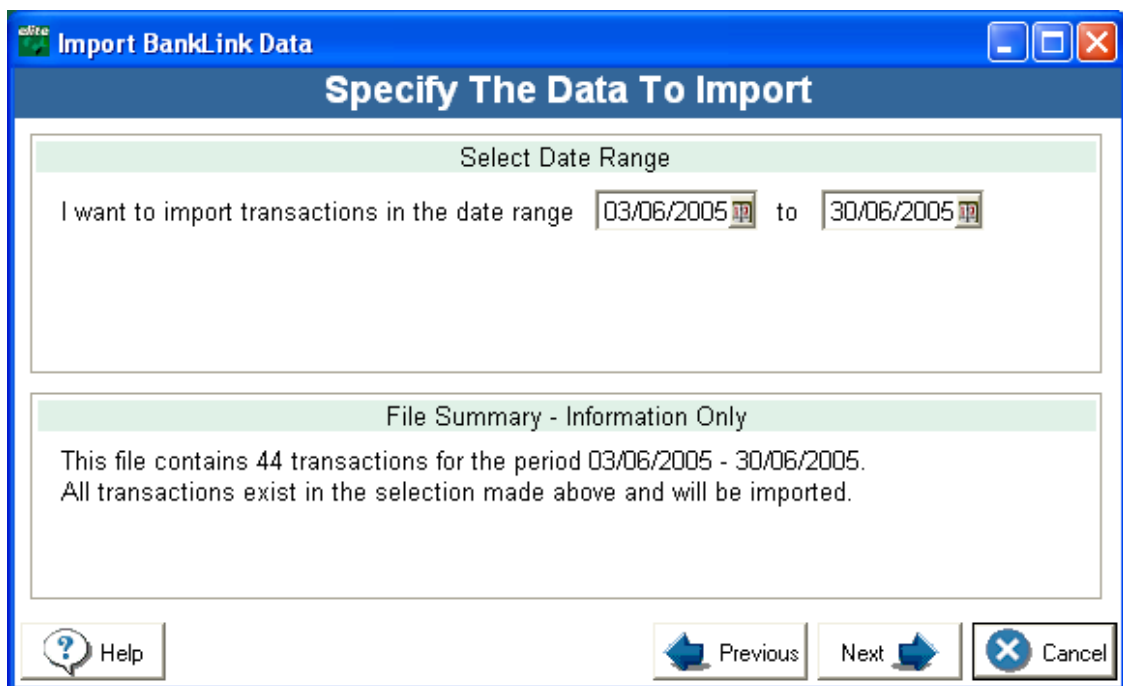 elite
Import BankLink Data
Specify The Data To Import
Select Date Range
I want to import transactions in the date range 03/06/2005 to 30/06/2005
File Summary - Information Only
This file contains 44 transactions for the period 03/06/2005 - 30/06/2005.
All transactions exist in the selection made above and will be imported.
Help Previous Next Cancel